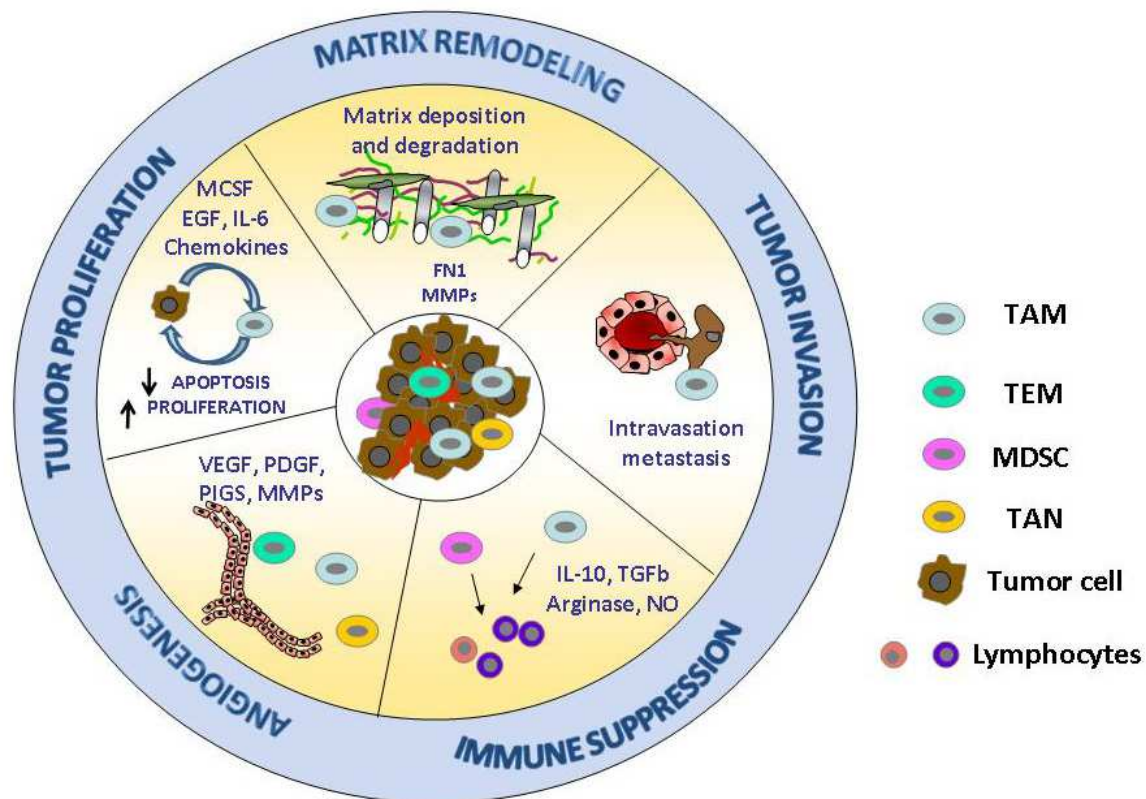 MATRIX REMODELING
TUMOR PROLIFERATION
TUMOR INVASION
ANGIOGENESIS
IMMUNE SUPPRESSION
Matrix deposition
and degradation
FN1
MMPs
MCSF
EGF, IL-6
Chemokines
APOPTOSIS
PROLIFERATION
Intravasation
metastasis
VEGF, PDGF,
PIGS, MMPs
IL-10, TGFb
Arginase, NO
TAM
TEM
MDSC
TAN
Tumor cell
Lymphocytes